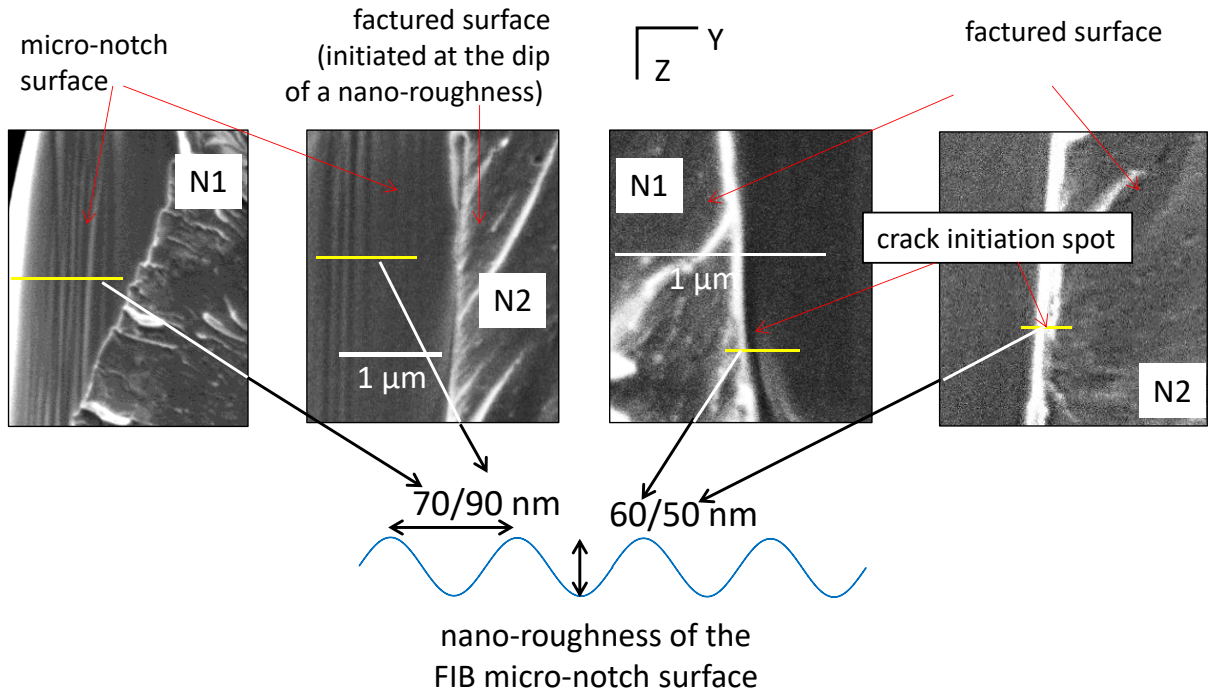 micro-notch
surface
factured surface
(initiated at the dip
of a nano-roughness)
Y
Z
factured surface
N1
N2
1 µm
N1
1 µm
crack initiation spot
N2
70/90 nm
60/50 nm
nano-roughness of the
FIB micro-notch surface